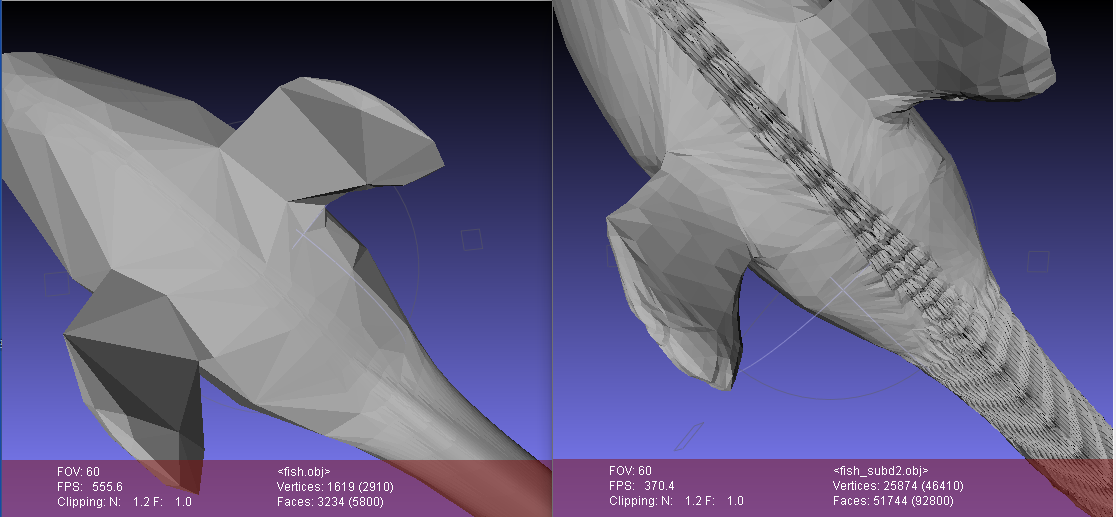 FOV: 60
FPS: 555.6
Clipping: N: 1.2 F: 1.0
<fish.obj>
Vertices: 1619 (2910)
Faces: 3234 (5800)
FOV: 60
FPS: 370.4
Clipping: N: 1.2 F: 1.0
<fish_subd2.obj>
Vertices: 25874 (46410)
Faces: 51744 (92800)